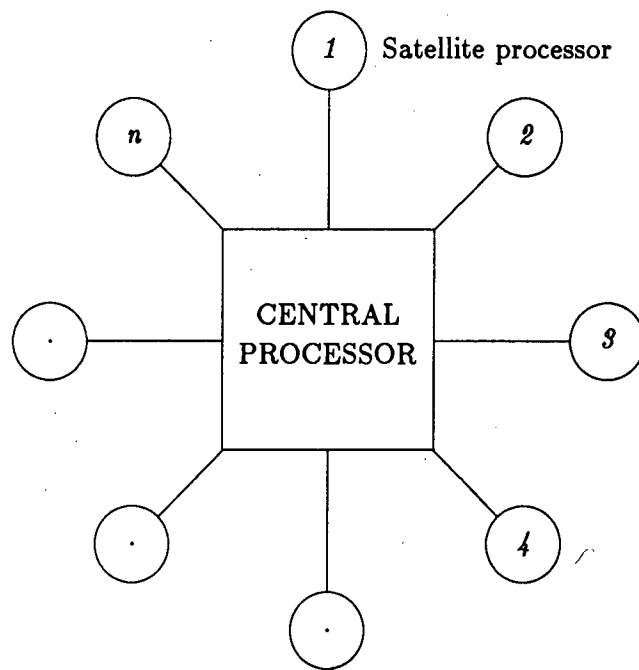 1 Satellite processor
n
2
CENTRAL
PROCESSOR
.
3
.
4
.